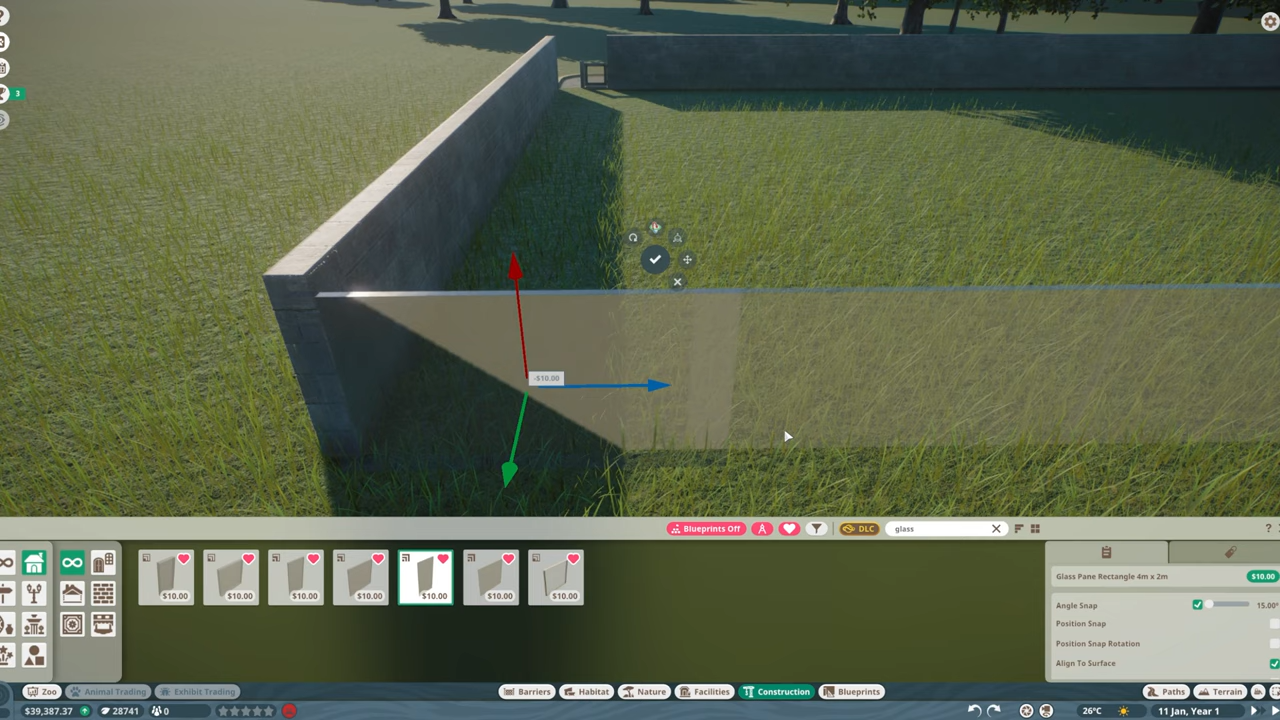 3
-$10.00
Blueprints Off
DLC
glass
?
$10.00
$10.00
$10.00
$10.00
$10.00
$10.00
$10.00
Glass Pane Rectangle 4m x 2m
$10.00
Angle Snap
15.00°
Position Snap
Position Snap Rotation
Align To Surface
Zoo
Animal Trading
Exhibit Trading
Barriers
Habitat
Nature
Facilities
Construction
Blueprints
Paths
Terrain
$39,387.37
28741
0
26°C
11 Jan, Year 1